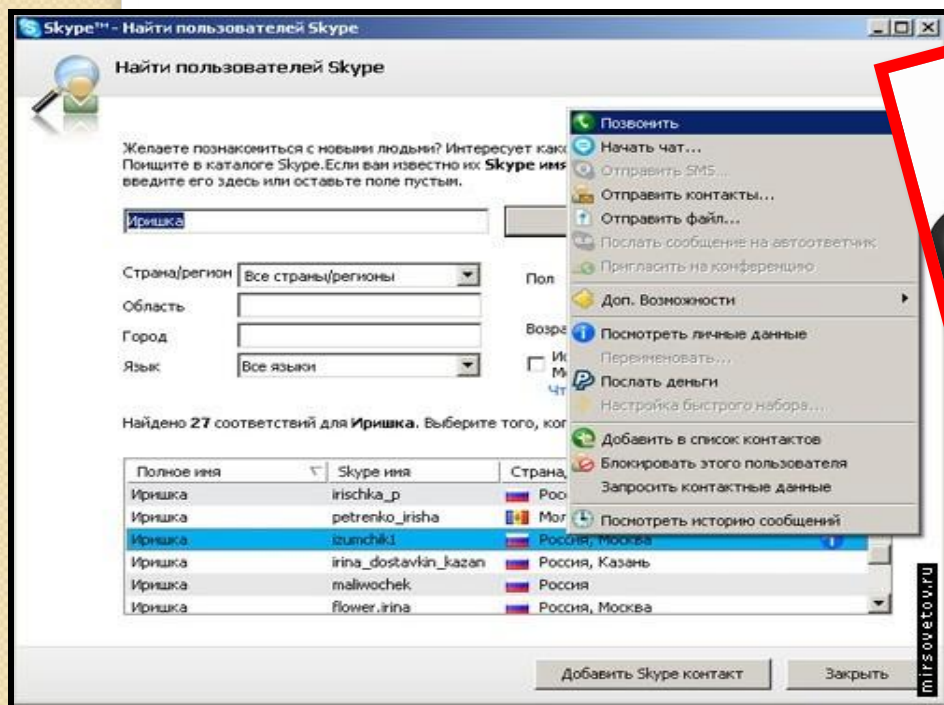 Skype™ - Найти пользователей Skype
Найти пользователей Skype
Желаете познакомиться с новыми людьми? Интересует
Поищите в каталоге Skype.Если вам известно их Skype имя
введите его здесь или оставьте поле пустым.
Иришка
Страна/регион Все страны/регионы
Пол
Область
Город
Язык Все языки
Найдено 27 соответствий для Иришка. Выберите того,
Полное имя Skype имя Страна,
Иришка irischka_p
Иришка petrenko_irisha
Иришка izumchik1 Россия, Москва
Иришка irina_dostavkin_kazan Россия, Казань
Иришка maliwochek Россия
Иришка flower.irina Россия, Москва
Позвонить
Начать чат...
Отправить SMS...
Отправить контакты...
Отправить файл...
Послать сообщение на автоответчик
Пригласить на конференцию
Доп. Возможности
Посмотреть личные данные
Переименовать...
Послать деньги
Настройка быстрого набора....
Добавить в список контактов
Блокировать этого пользователя
Запросить контактные данные
Посмотреть историю сообщений
Добавить Skype контакт
Закрыть
mirsovetov.ru